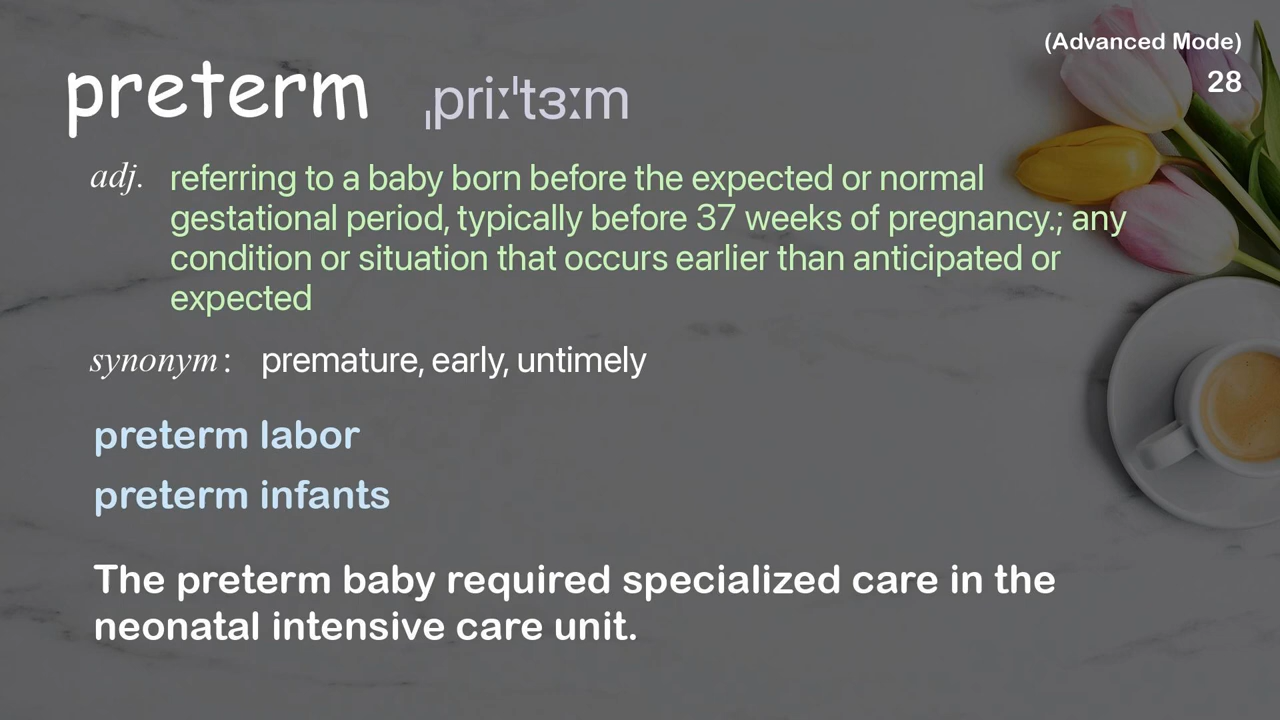 (Advanced Mode)
28
preterm ˌpriːˈtɜːm
adj. referring to a baby born before the expected or normal
gestational period, typically before 37 weeks of pregnancy.; any
condition or situation that occurs earlier than anticipated or
expected
synonym: premature, early, untimely
preterm labor
preterm infants
The preterm baby required specialized care in the
neonatal intensive care unit.